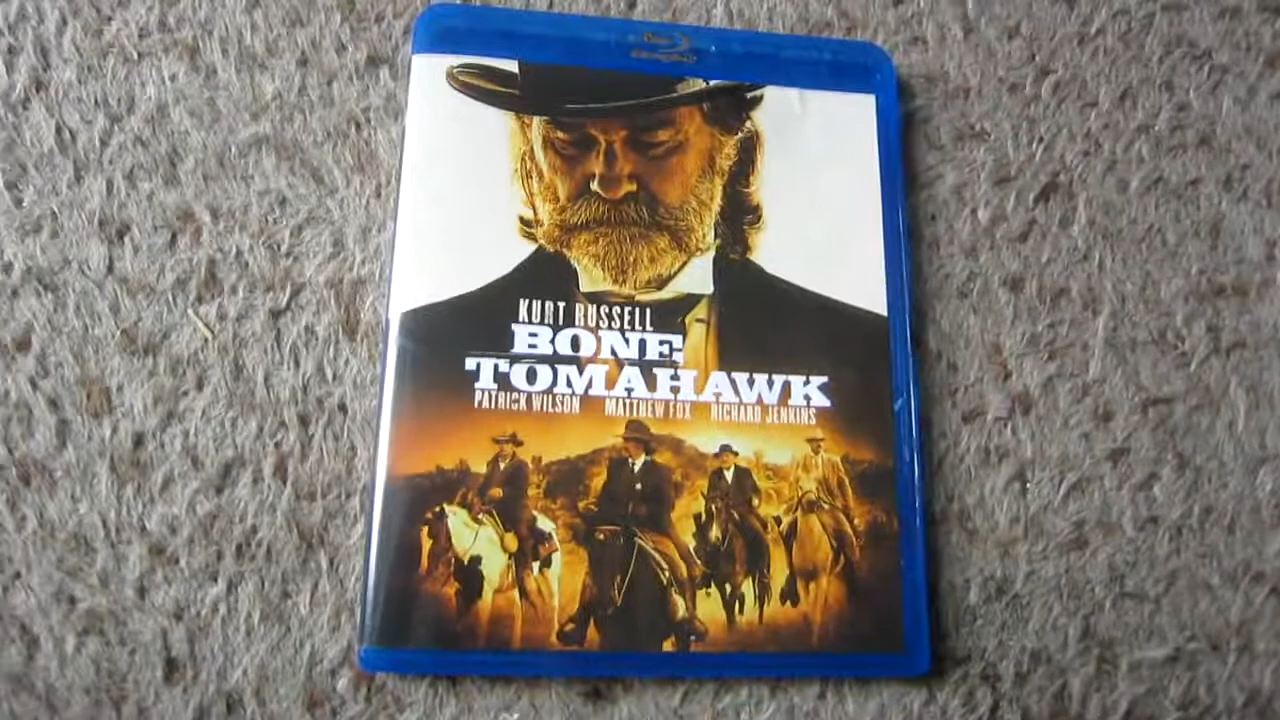 KURT RUSSELL
BONE
TOMAHAWK
PATRICK WILSON MATTHEW FOX RICHARD JENKINS